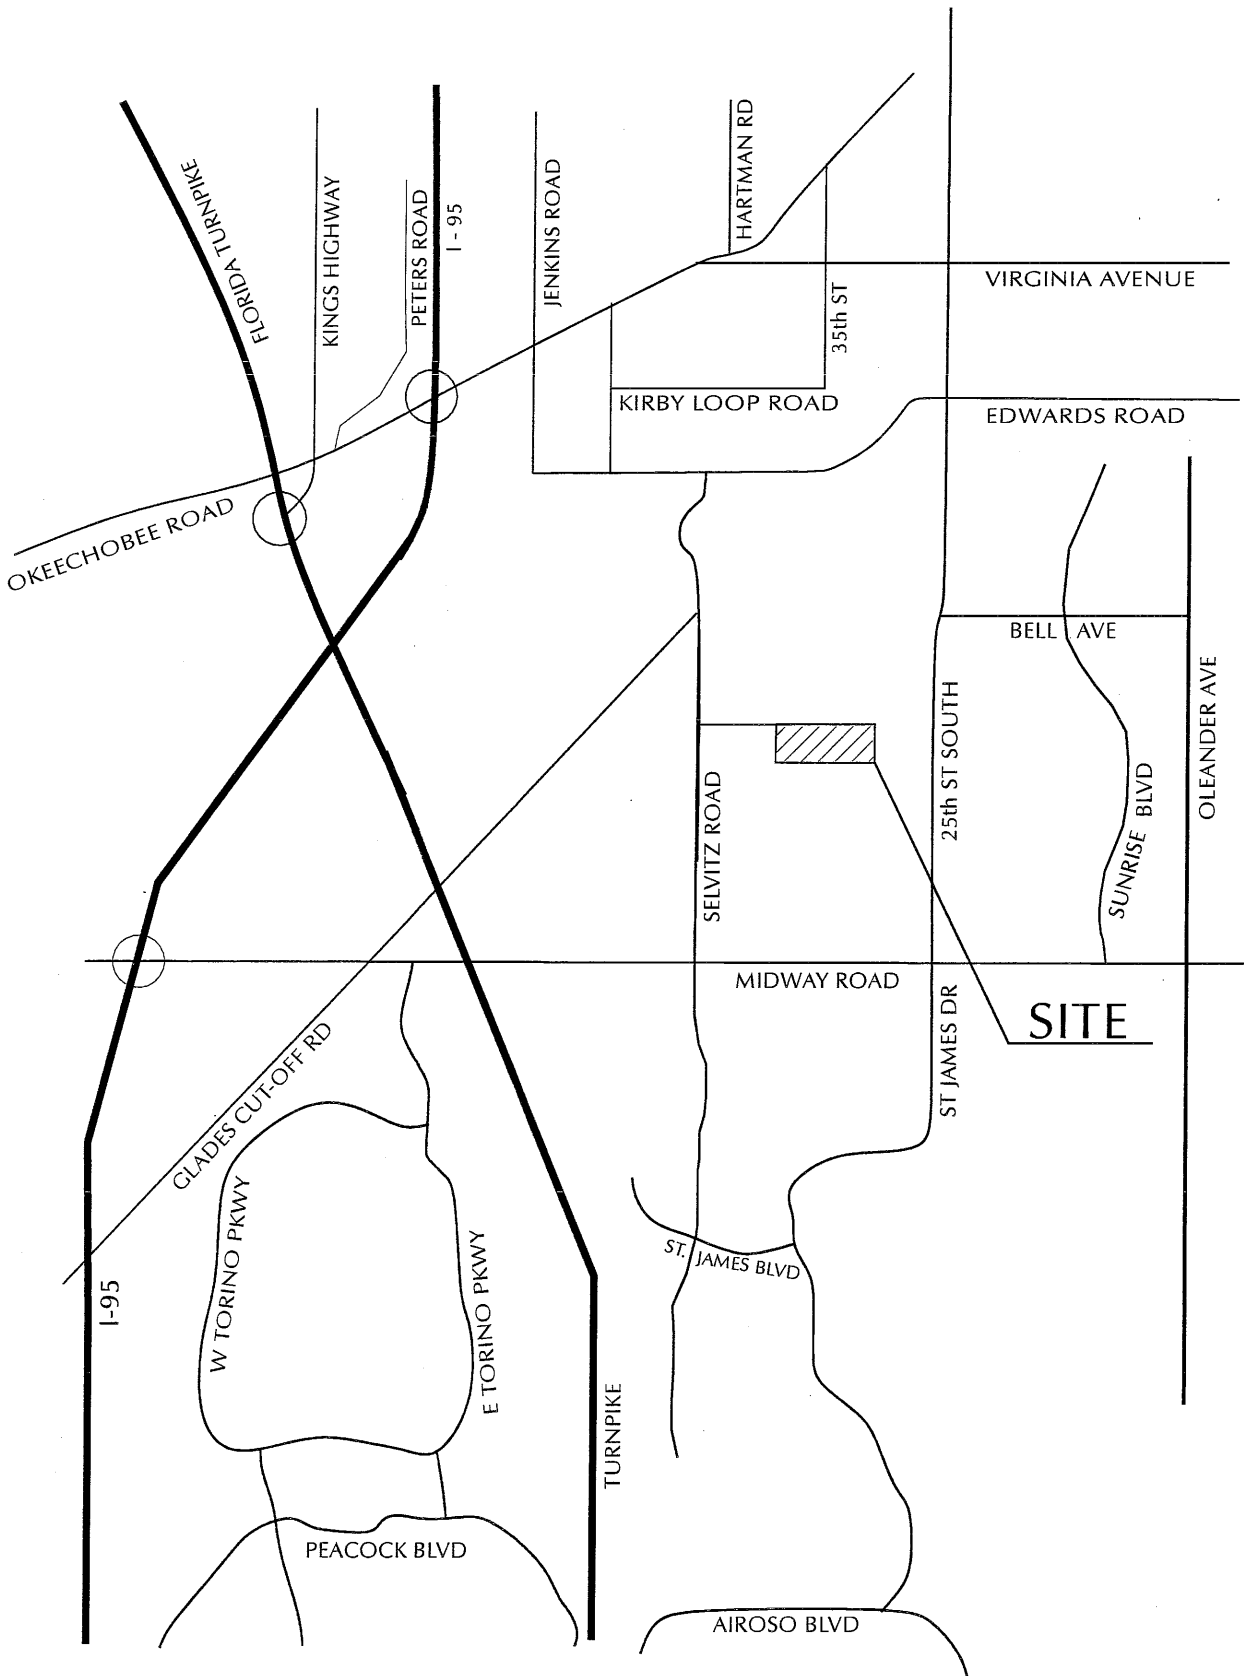 FLORIDA TURNPIKE
KINGS HIGHWAY
PETERS ROAD
I - 95
JENKINS ROAD
HARTMAN RD
VIRGINIA AVENUE
35th ST
KIRBY LOOP ROAD
EDWARDS ROAD
OKEECHOBEE ROAD
BELL AVE
OLEANDER AVE
25th ST SOUTH
SELVITZ ROAD
SUNRISE BLVD
MIDWAY ROAD
SITE
ST JAMES DR
GLADES CUT-OFF RD
W TORINO PKWY
E TORINO PKWY
ST. JAMES BLVD
I-95
TURNPIKE
PEACOCK BLVD
AIROSO BLVD